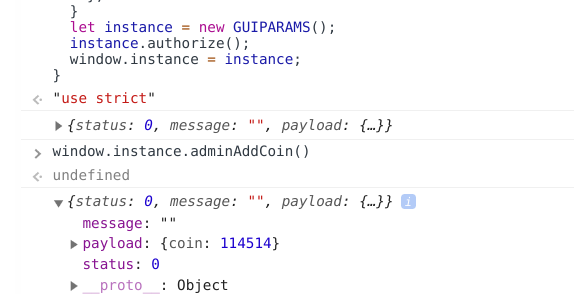 }
let instance = new GUIPARAMS();
instance.authorize();
window.instance = instance;
}
"use strict"
{status: 0, message: "", payload: {…}}
window.instance.adminAddCoin()
undefined
{status: 0, message: "", payload: {…}} i
message: ""
payload: {coin: 114514}
status: 0
__proto__: Object